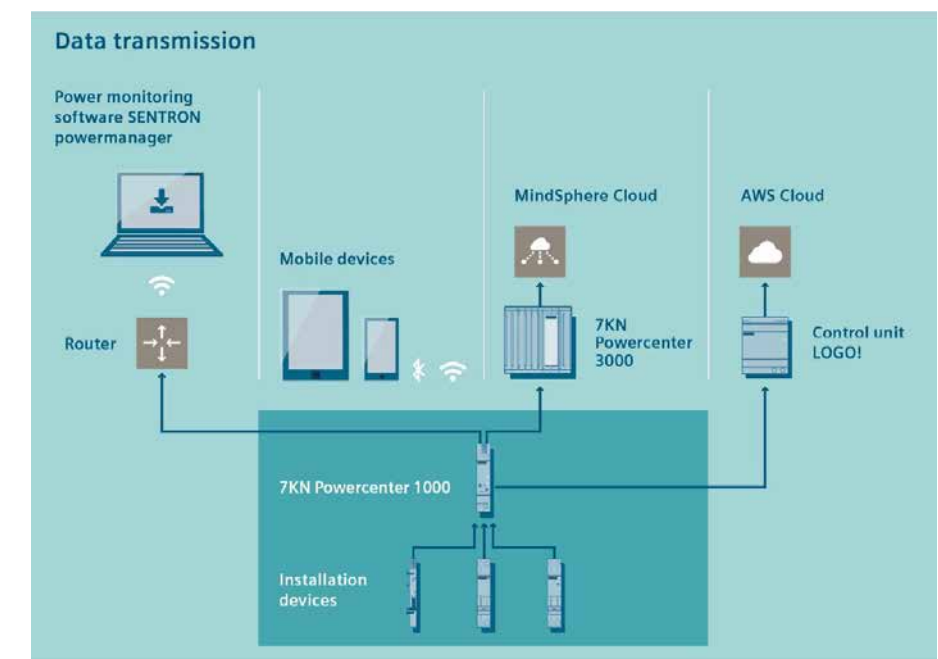 Data transmission
Power monitoring
software SENTRON
powermanager
MindSphere Cloud
AWS Cloud
Mobile devices
Router
7KN
Powercenter
3000
Control unit
LOGO!
7KN Powercenter 1000
Installation
devices